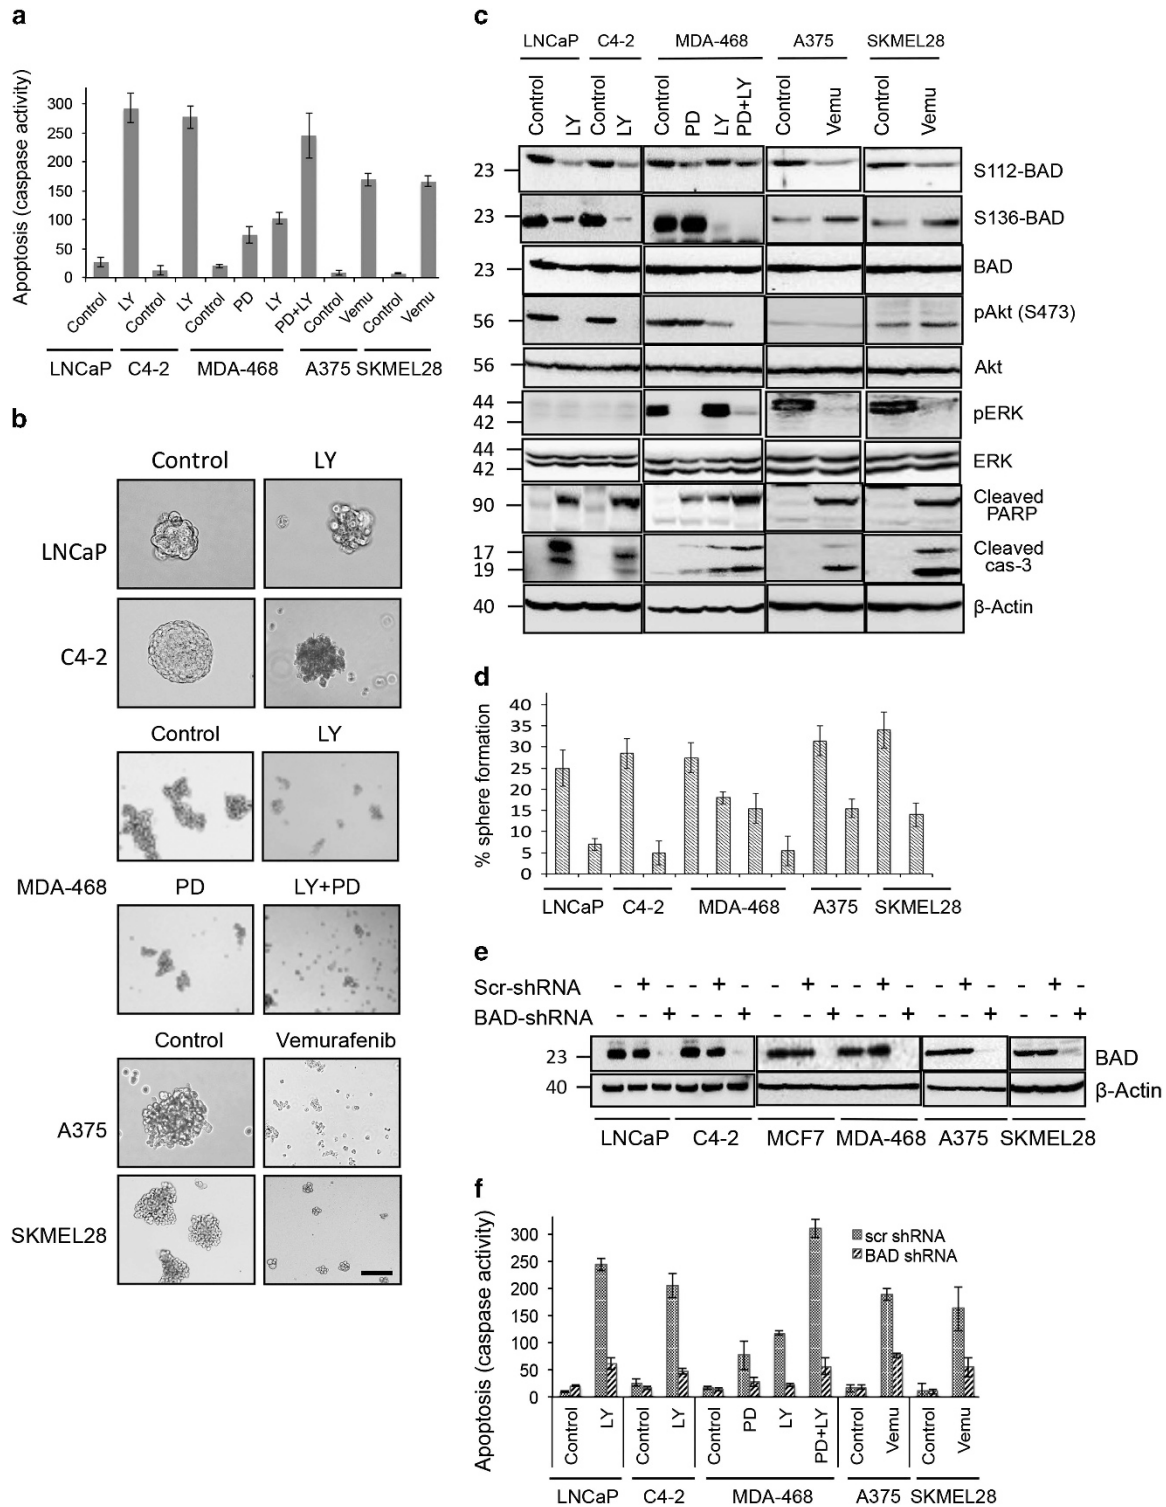 a
Apoptosis (caspase activity)
300
250
200
150
100
50
0
Control
LY
Control
LY
Control
PD
LY
PD+LY
Control
Vemu
Control
Vemu
LNCaP C4-2 MDA-468 A375 SKMEL28
b
Control LY
LNCaP
C4-2
Control LY
MDA-468 PD LY+PD
Control Vemurafenib
A375
SKMEL28
c
LNCaP C4-2 MDA-468 A375 SKMEL28
Control
LY
Control
LY
Control
PD
LY
PD+LY
Control
Vemu
Control
Vemu
23 S112-BAD
23 S136-BAD
23 BAD
56 pAkt (S473)
56 Akt
44
42
pERK
44
42
ERK
90 Cleaved
PARP
17
19
Cleaved
cas-3
40 β-Actin
d
% sphere formation
40
35
30
25
20
15
10
5
0
LNCaP C4-2 MDA-468 A375 SKMEL28
e
Scr-shRNA - + - - + - - + - - + - - + - - + -
BAD-shRNA - - + - - + - - + - - + - - + - - +
23 BAD
40 β-Actin
LNCaP C4-2 MCF7 MDA-468 A375 SKMEL28
f
Apoptosis (caspase activity)
300
250
200
150
100
50
0
scr shRNA
BAD shRNA
Control
LY
Control
LY
Control
PD
LY
PD+LY
Control
Vemu
Control
Vemu
LNCaP C4-2 MDA-468 A375 SKMEL28